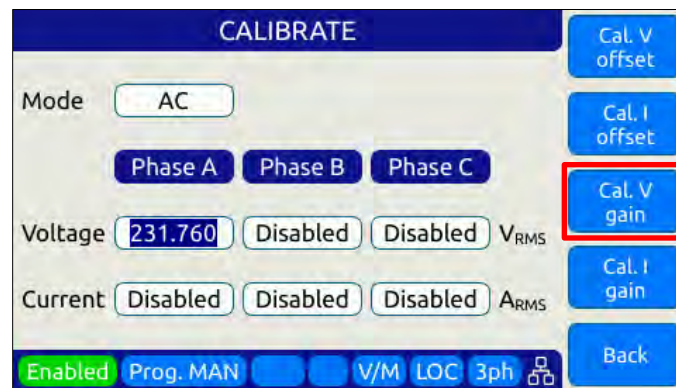 CALIBRATE
Mode AC
Phase A Phase B Phase C
Voltage 231.760 Disabled Disabled VRMS
Current Disabled Disabled Disabled ARMS
Enabled Prog. MAN V/M LOC 3ph
Cal. V
offset
Cal. I
offset
Cal. V
gain
Cal. I
gain
Back